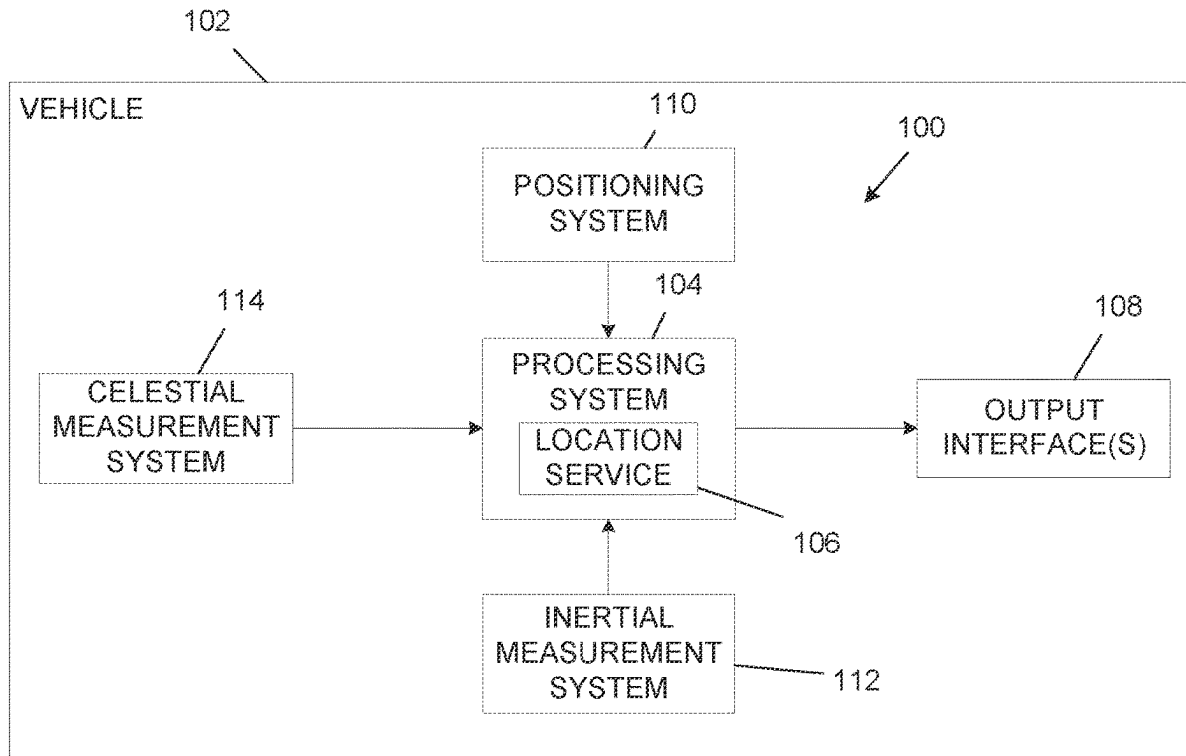 102
VEHICLE
110
100
POSITIONING
SYSTEM
104
114
108
PROCESSING
SYSTEM
CELESTIAL
MEASUREMENT
SYSTEM
LOCATION
SERVICE
OUTPUT
INTERFACE(S)
106
INERTIAL
MEASUREMENT
SYSTEM
112